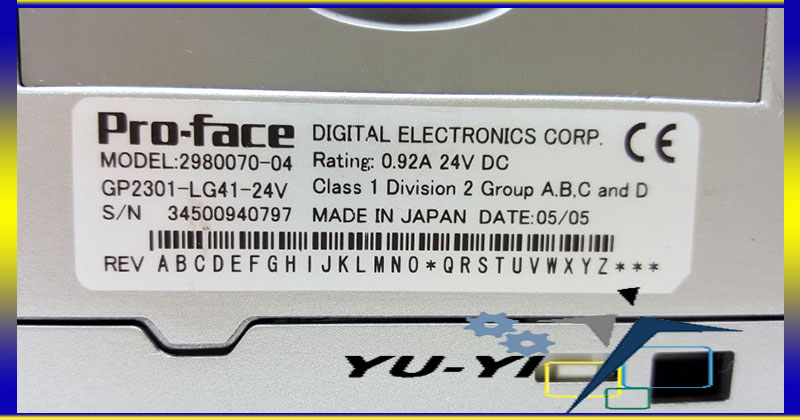 Pro-face DIGITAL ELECTRONICS CORP. CE
MODEL:2980070-04 Rating: 0.92A 24V DC
GP2301-LG41-24V Class 1 Division 2 Group A,B,C and D
S/N 34500940797 MADE IN JAPAN DATE:05/05
REV A B C D E F G H I J K L M N O * Q R S T U V W X Y Z * * *
YU-YI